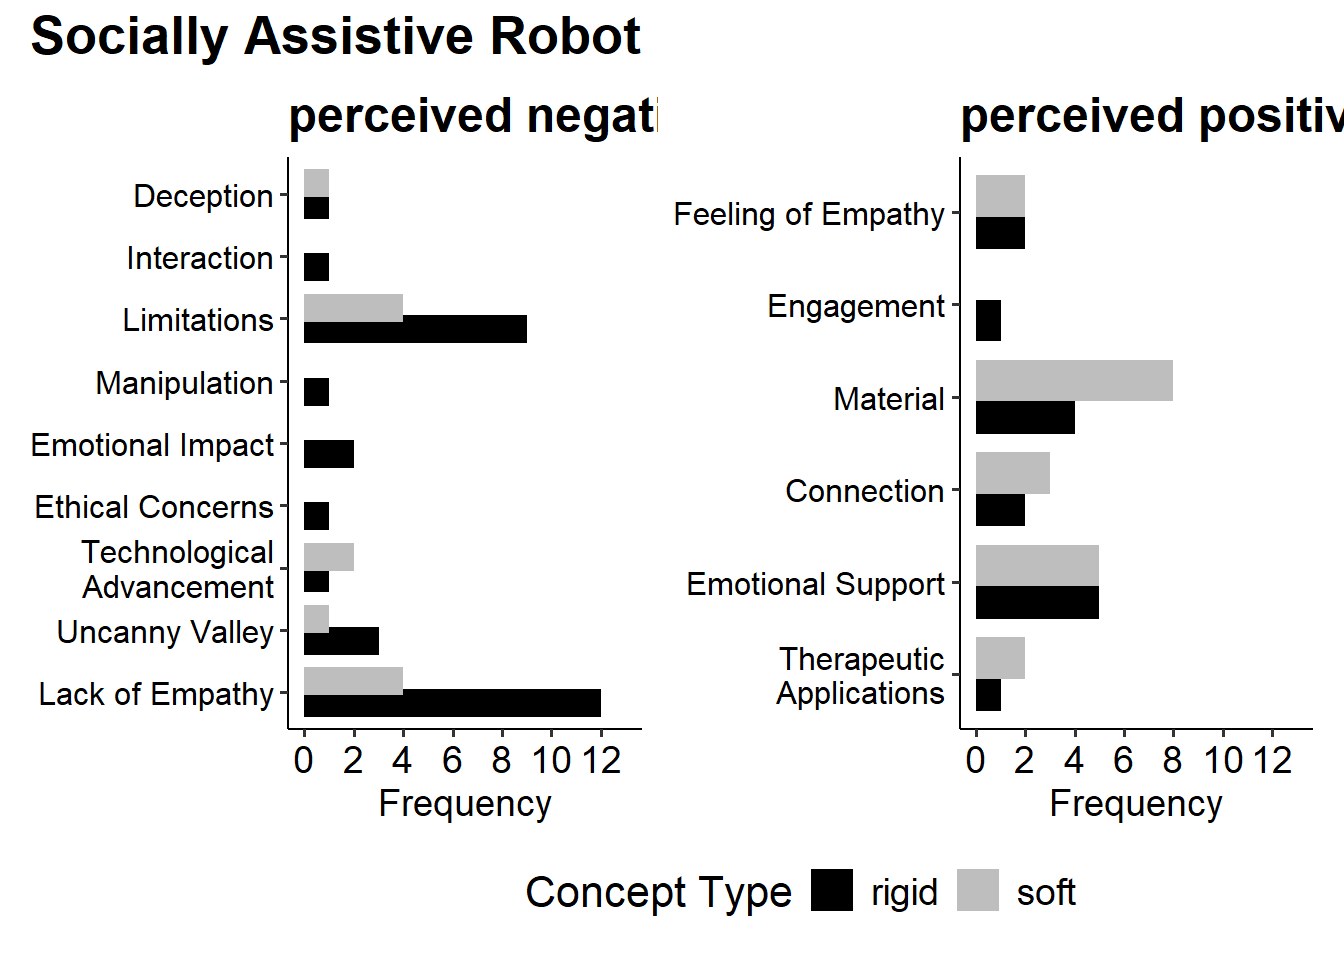 Socially Assistive Robot
perceived negati
Deception
Interaction
Limitations
Manipulation
Emotional Impact
Ethical Concerns
Technological
Advancement
Uncanny Valley
Lack of Empathy
0 2 4 6 8 10 12
Frequency
perceived positiv
Feeling of Empathy
Engagement
Material
Connection
Emotional Support
Therapeutic
Applications
0 2 4 6 8 10 12
Frequency
Concept Type rigid soft